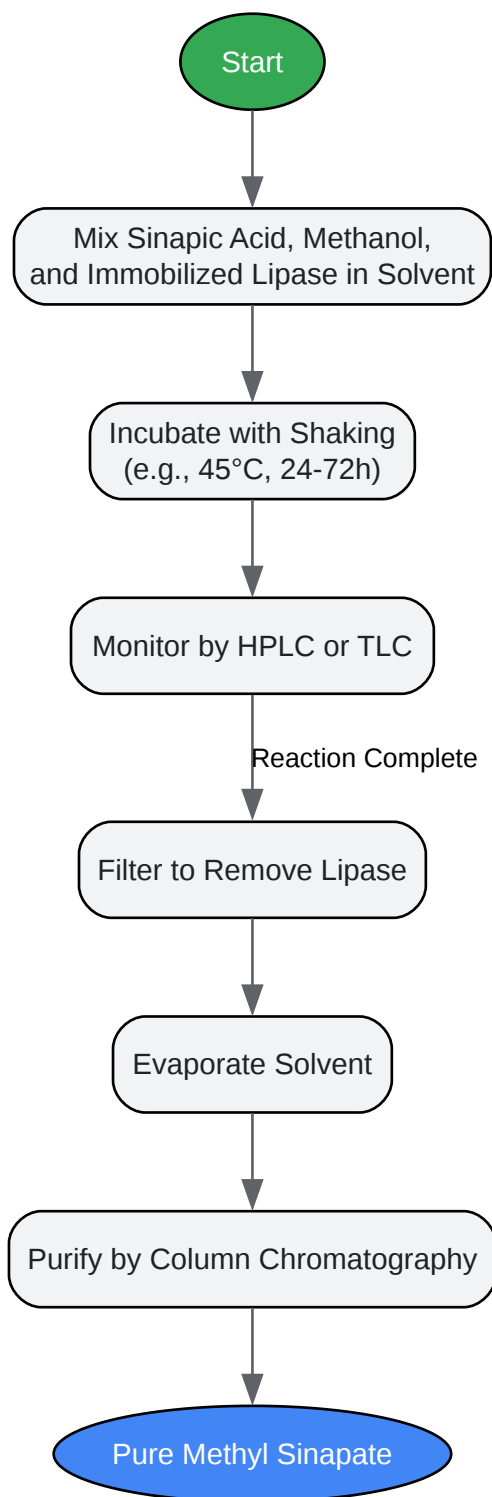 Start
Mix Sinapic Acid, Methanol,
and Immobilized Lipase in Solvent
Incubate with Shaking
(e.g., 45°C, 24-72h)
Monitor by HPLC or TLC
Reaction Complete
Filter to Remove Lipase
Evaporate Solvent
Purify by Column Chromatography
Pure Methyl Sinapate